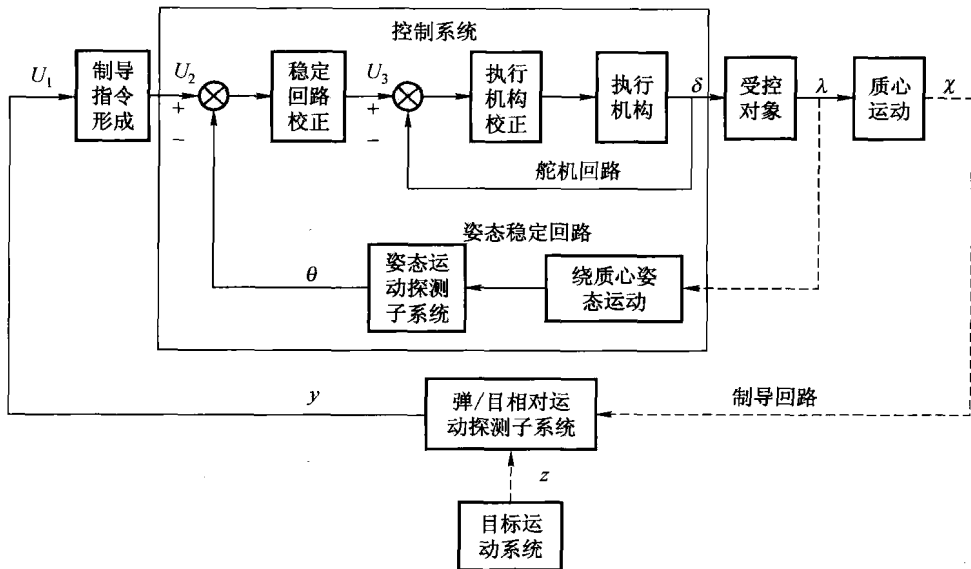 控制系统
U₁
制导
指令
形成
U₂
+
−
稳定
回路
校正
U₃
+
−
执行
机构
校正
执行
机构
δ
受控
对象
λ
质心
运动
χ
舵机回路
姿态稳定回路
θ
姿态运
动探测
子系统
绕质心姿
态运动
y
弹/目相对运
动探测子系统
制导回路
z
目标运
动系统